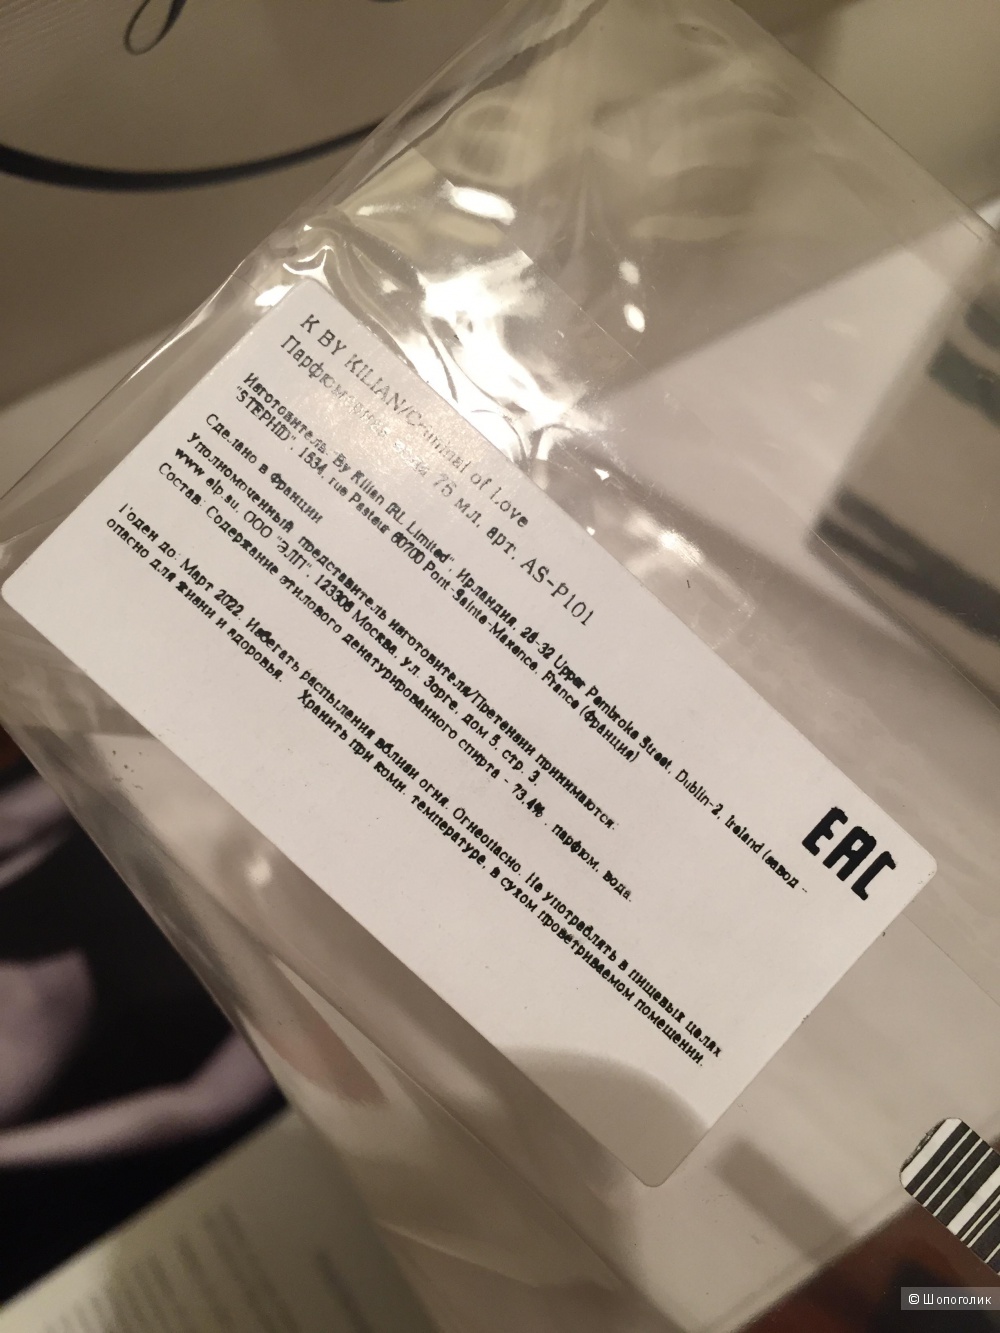 K BY KILIAN/Criminal of Love
Парфюмерная вода 75 мл, арт. AS-P101
Изготовитель: By Kilian IRL Limited", Ирландия, 28-32 Upper Pembroke Street, Dublin-2, Ireland (завод -
"STEPHID", 1534, rue Pasteur 60700 Pont Sainte-Maxence, France (Франция)
Сделано в Франции
Уполномоченный представитель изготовителя/Претензии принимаются:
www.elp.su, ООО "ЭЛП", 123308 Москва, ул. Зорге, дом 5, стр. 3.
Состав: Содержание этилового денатурированного спирта - 73,4% , парфюм, вода.
Годен до: Март 2022. Избегать распыления вблизи огня. Огнеопасно. Не употреблять в пищевых целях
опасно для жизни и здоровья. Хранить при комн. температуре, в сухом проветриваемом помещении.
EAC
© Шопоголик